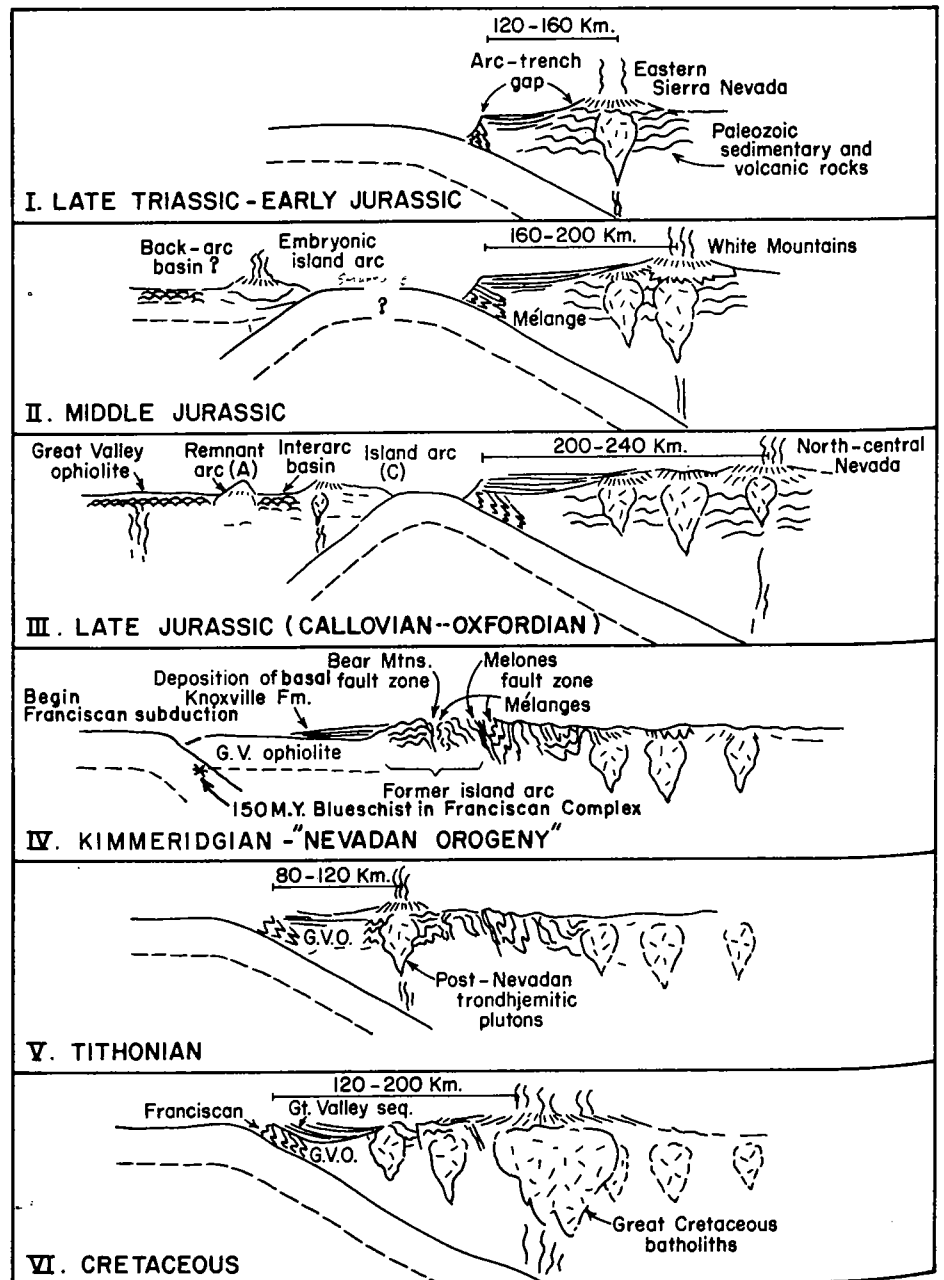 120-160 Km.
Arc-trench
gap
Eastern
Sierra Nevada
Paleozoic
sedimentary and
volcanic rocks
I. LATE TRIASSIC - EARLY JURASSIC
Back-arc
basin ?
Embryonic
island arc
?
160-200 Km.
White Mountains
Mélange
II. MIDDLE JURASSIC
Great Valley
ophiolite
Remnant
arc (A)
Interarc
basin
Island arc
(C)
200-240 Km.
North-central
Nevada
III. LATE JURASSIC (CALLOVIAN--OXFORDIAN)
Begin
Franciscan subduction
Deposition of basal
Knoxville Fm.
Bear Mtns.
fault zone
Melones
fault zone
Mélanges
G.V. ophiolite
Former island arc
150 M.Y. Blueschist in Franciscan Complex
IV. KIMMERIDGIAN - "NEVADAN OROGENY"
80-120 Km.
G.V.O.
Post-Nevadan
trondhjemitic
plutons
V. TITHONIAN
120-200 Km.
Franciscan
Gt. Valley seq.
G.V.O.
Great Cretaceous
batholiths
VI. CRETACEOUS